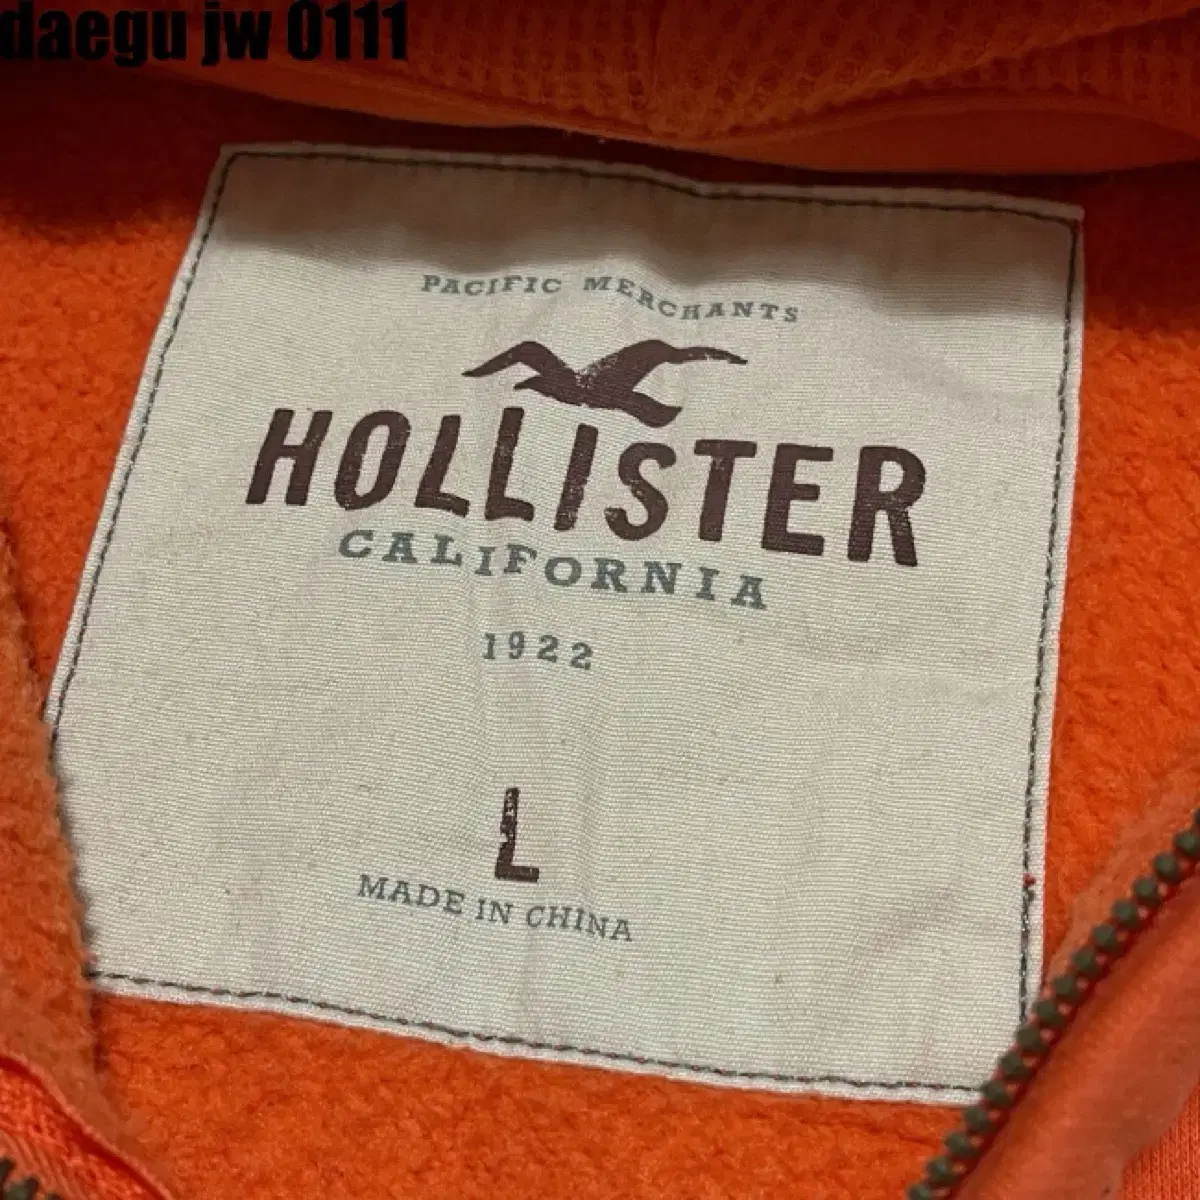 daegu jw 0111
PACIFIC MERCHANTS
HOLLISTER
CALIFORNIA
1922
L
MADE IN CHINA